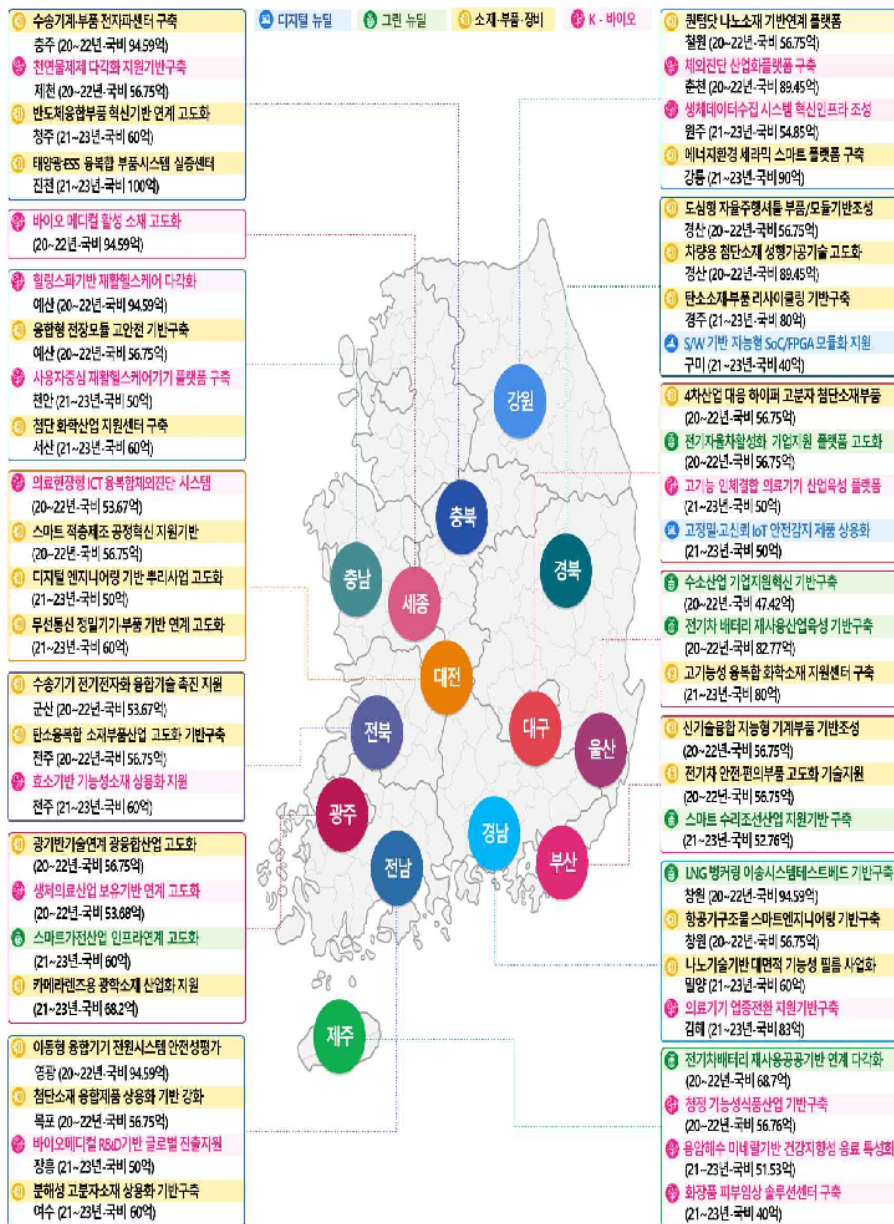 디지털 뉴딜
그린 뉴딜
소재·부품·장비
K - 바이오
수송기계·부품 전자파센터 구축
충주 (20~22년-국비 94.59억)
천연물제제 다각화 지원기반구축
제천 (20~22년-국비 56.75억)
반도체융합부품 혁신기반 연계 고도화
청주 (21~23년-국비 60억)
태양광·ESS 융복합 부품시스템 실증센터
진천 (21~23년-국비 100억)
바이오 메디컬 활성 소재 고도화
(20~22년-국비 94.59억)
힐링스파기반 재활헬스케어 다각화
예산 (20~22년-국비 94.59억)
융합형 전장모듈 고안전 기반구축
예산 (20~22년-국비 56.75억)
사용자중심 재활헬스케어기기 플랫폼 구축
천안 (21~23년-국비 50억)
첨단 화학산업 지원센터 구축
서산 (21~23년-국비 60억)
의료현장형 ICT 융복합체외진단 시스템
(20~22년-국비 53.67억)
스마트 적층제조 공정혁신 지원기반
(20~22년-국비 56.75억)
디지털 엔지니어링 기반 뿌리사업 고도화
(21~23년-국비 50억)
무선통신 정밀기기·부품 기반 연계 고도화
(21~23년-국비 60억)
수송기기 전기전자화 융합기술 촉진 지원
군산 (20~22년-국비 53.67억)
탄소융복합 소재부품산업 고도화 기반구축
전주 (20~22년-국비 56.75억)
효소기반 기능성소재 상용화 지원
전주 (21~23년-국비 60억)
광기반기술연계 광융합산업 고도화
(20~22년-국비 56.75억)
생체의료산업 보유기반 연계 고도화
(20~22년-국비 53.68억)
스마트가전산업 인프라연계 고도화
(21~23년-국비 60억)
카메라렌즈용 광학소재 산업화 지원
(21~23년-국비 68.2억)
이동형 융합기기 전원시스템 안전성평가
영광 (20~22년-국비 94.59억)
첨단소재 융합제품 상용화 기반 강화
목포 (20~22년-국비 56.75억)
바이오메디컬 R&D기반 글로벌 진출지원
장흥 (21~23년-국비 50억)
분해성 고분자소재 상용화 기반구축
여수 (21~23년-국비 60억)
강원
충북
충남
세종
경북
대전
전북
대구
울산
광주
경남
전남
부산
제주
퀀텀닷 나노소재 기반연계 플랫폼
철원 (20~22년-국비 56.75억)
체외진단 산업화플랫폼 구축
춘천 (20~22년-국비 89.45억)
생체데이터수집 시스템 혁신인프라 조성
원주 (21~23년-국비 54.85억)
에너지환경 세라믹 스마트 플랫폼 구축
강릉 (21~23년-국비 90억)
도심형 자율주행셔틀 부품/모듈기반조성
경산 (20~22년-국비 56.75억)
차량용 첨단소재 성형가공기술 고도화
경산 (20~22년-국비 89.45억)
탄소소재·부품 리사이클링 기반구축
경주 (21~23년-국비 80억)
S/W 기반 지능형 SoC/FPGA 모듈화 지원
구미 (21~23년-국비 40억)
4차산업 대응 하이퍼 고분자 첨단소재부품
(20~22년-국비 56.75억)
전기자율차활성화 기업지원 플랫폼 고도화
(20~22년-국비 56.75억)
고기능 인체결합 의료기기 산업육성 플랫폼
(21~23년-국비 50억)
고정밀·고신뢰 IoT 안전감지 제품 상용화
(21~23년-국비 50억)
수소산업 기업지원혁신 기반구축
(20~22년-국비 47.42억)
전기차 배터리 재사용산업육성 기반구축
(20~22년-국비 82.77억)
고기능성 융복합 화학소재 지원센터 구축
(21~23년-국비 80억)
신기술융합 지능형 기계부품 기반조성
(20~22년-국비 56.75억)
전기차 안전·편의부품 고도화 기술지원
(20~22년-국비 56.75억)
스마트 수리조선산업 지원기반 구축
(21~23년-국비 52.76억)
LNG 벙커링 이송시스템테스트베드 기반구축
창원 (20~22년-국비 94.59억)
항공기구조물 스마트엔지니어링 기반구축
창원 (20~22년-국비 56.75억)
나노기술기반 대면적 기능성 필름 사업화
밀양 (21~23년-국비 60억)
의료기기 업종전환 지원기반구축
김해 (21~23년-국비 83억)
전기차배터리 재사용공공기반 연계 다각화
(20~22년-국비 68.7억)
청정 기능성식품산업 기반구축
(20~22년-국비 56.76억)
용암해수 미네랄기반 건강지향성 음료 특성화
(21~23년-국비 51.53억)
화장품 피부임상 솔루션센터 구축
(21~23년-국비 40억)